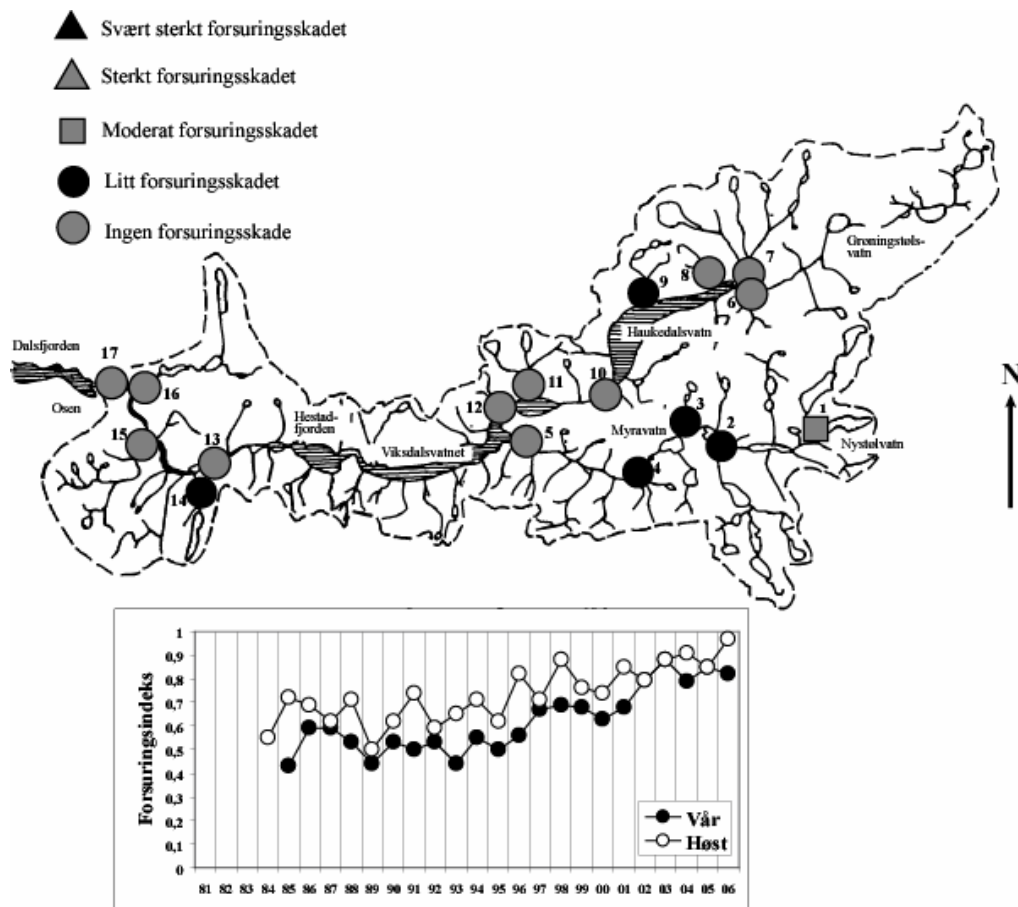 Svært sterkt forsuringsskadet
Sterkt forsuringsskadet
Moderat forsuringsskadet
Litt forsuringsskadet
Ingen forsuringsskade
Grøningstøls-
vatn
7
8
9
6
Haukedalsvatn
Dalsfjorden
17
Osen
16
11
10
12
N
3
1
Myravatn
2
Nystølvatn
Hestad-
fjorden
15
13
5
Viksdalsvatnet
4
14
Forsuringsindeks
1
0,9
0,8
0,7
0,6
0,5
0,4
0,3
0,2
0,1
0
Vår
Høst
81 82 83 84 85 86 87 88 89 90 91 92 93 94 95 96 97 98 99 00 01 02 03 04 05 06